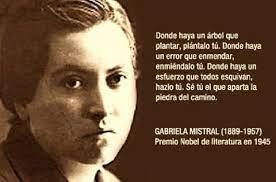 Donde haya un árbol que
plantar, plántalo tú. Donde haya
un error que enmendar,
enmiéndalo tú. Donde haya un
esfuerzo que todos esquivan,
hazlo tú. Sé tú el que aparta la
piedra del camino.
GABRIELA MISTRAL (1889-1957)
Premio Nobel de literatura en 1945